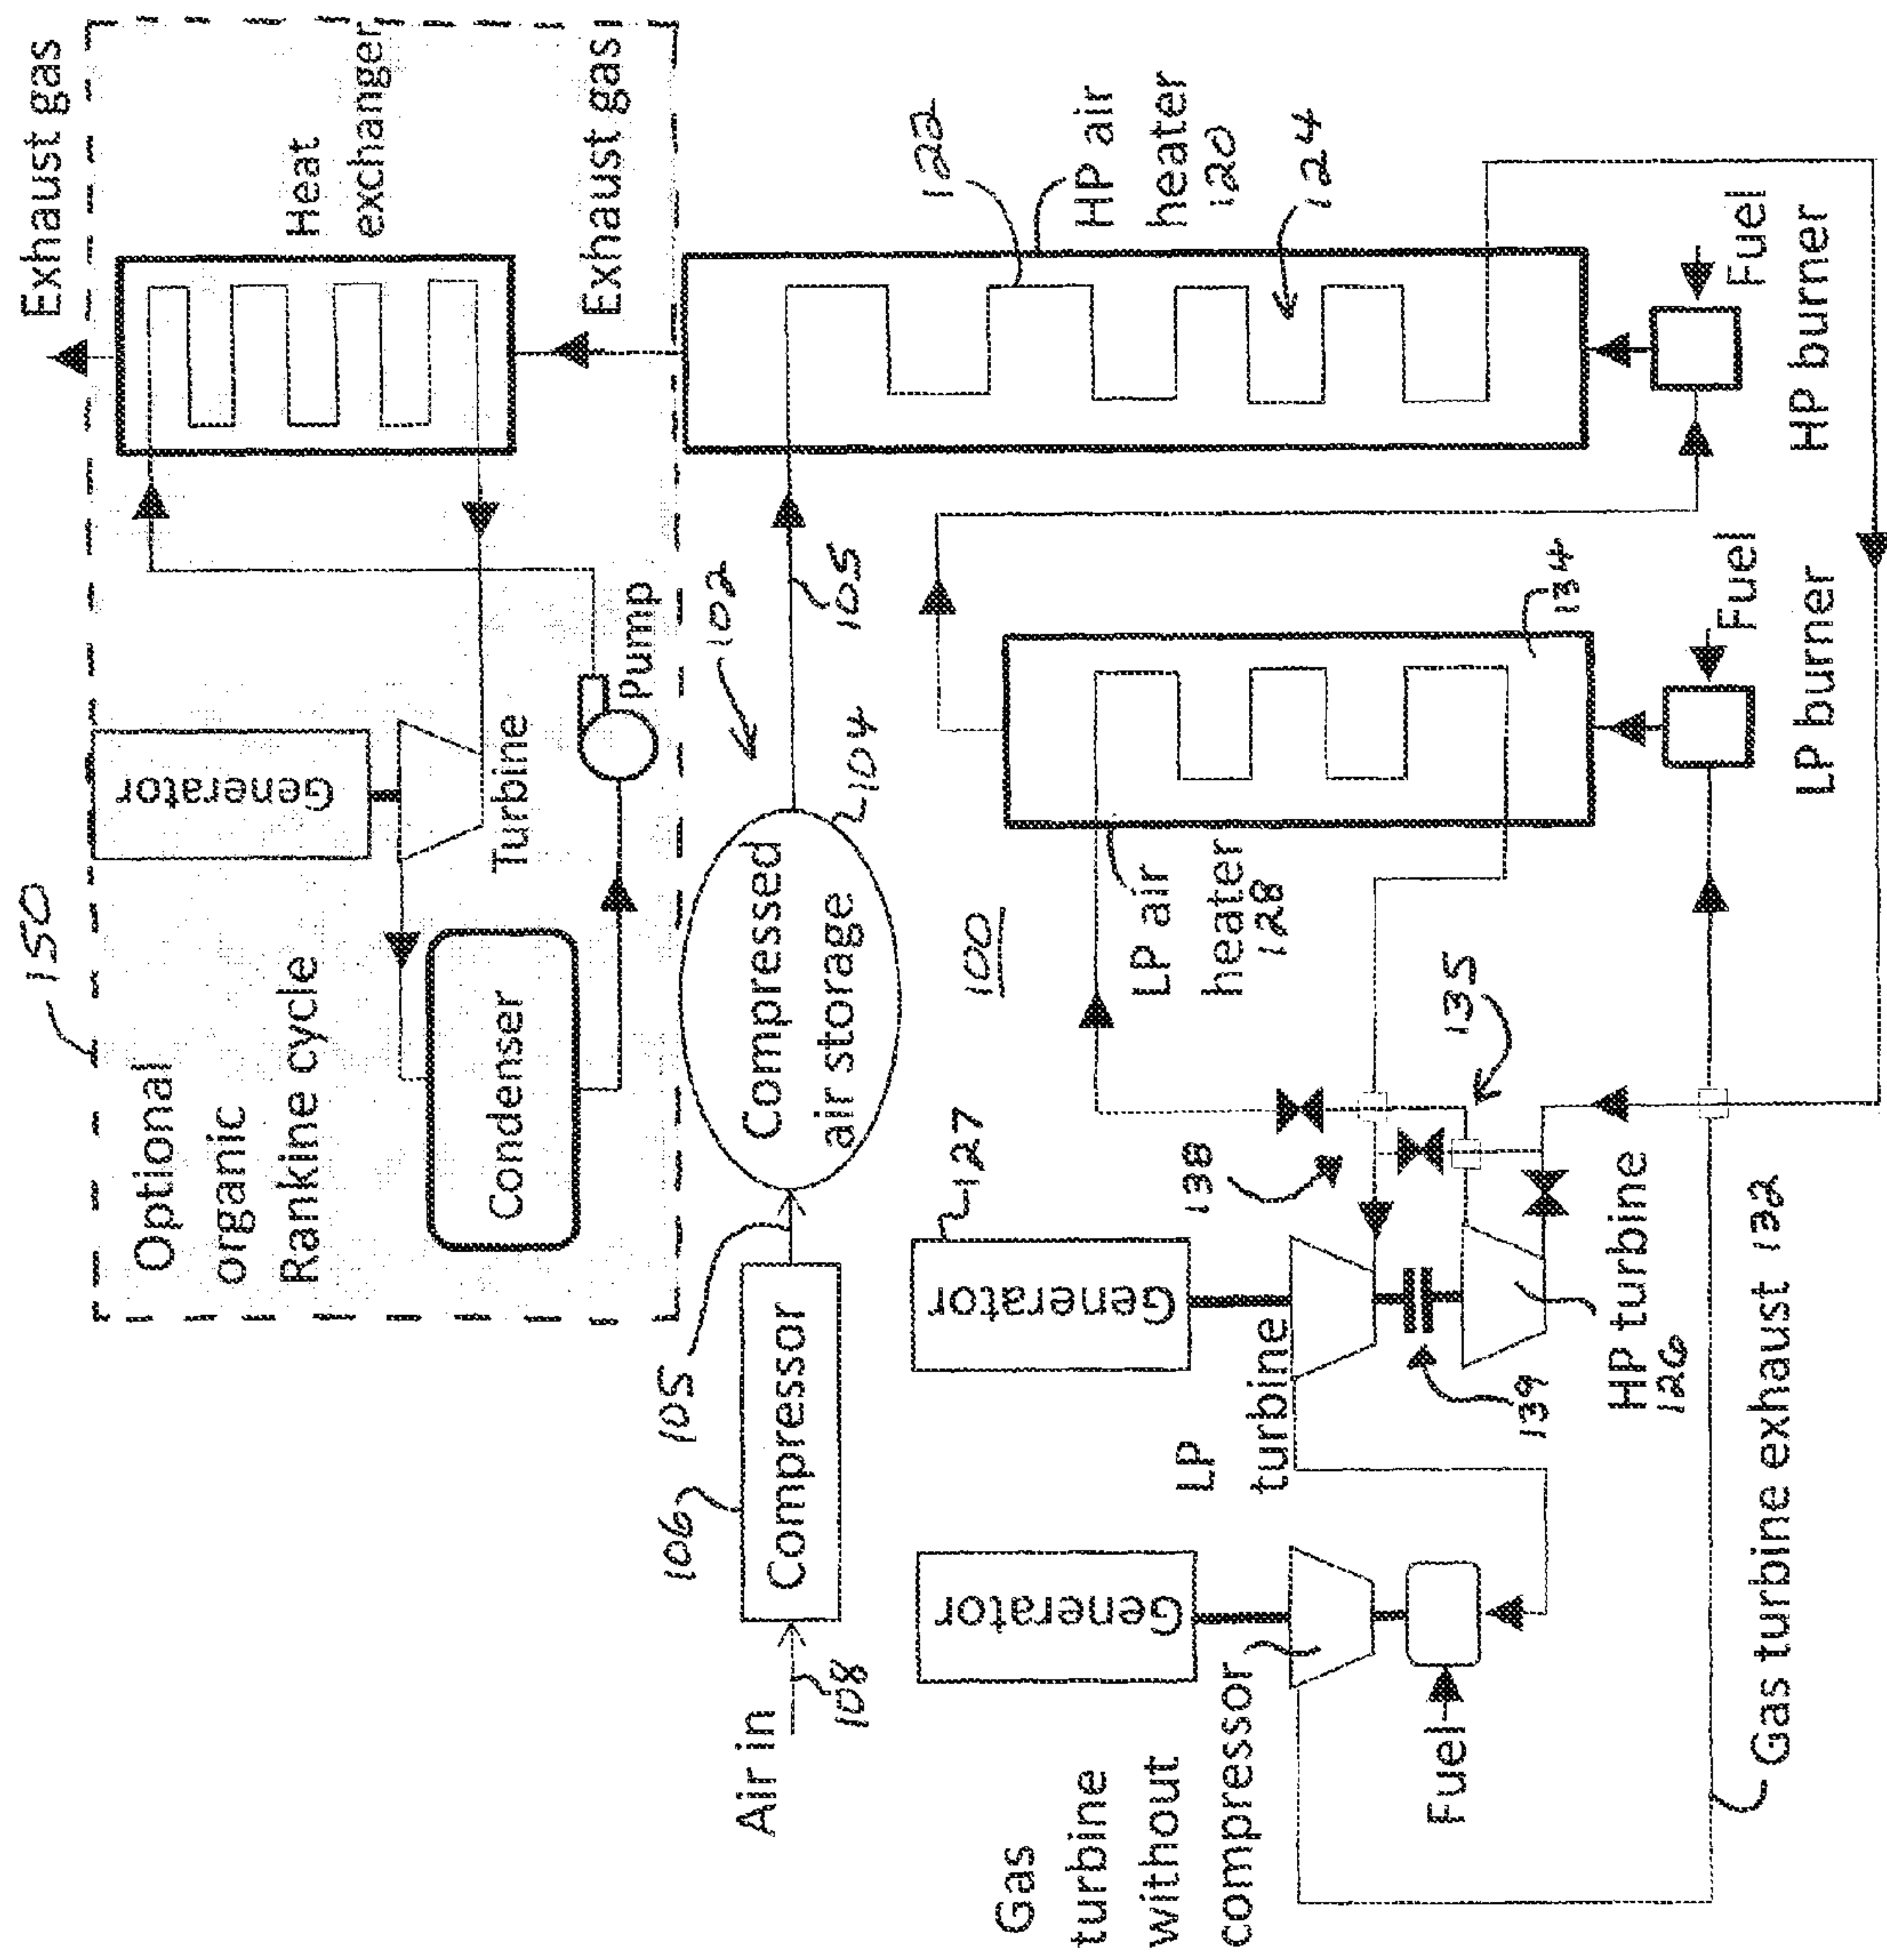 150
Optional
organic
Rankine cycle
Condenser
Generator
Turbine
Pump
Heat
exchanger
Exhaust gas
Exhaust gas
Air in
108
106
Compressor
105
Compressed
air storage
104
102
105
122
HP air
heater
120
124
100
Gas
turbine
without
compressor
Generator
Fuel
Generator
127
LP
turbine
139
HP turbine
126
138
135
LP air
heater
128
134
Fuel
LP burner
Fuel
HP burner
Gas turbine exhaust 132